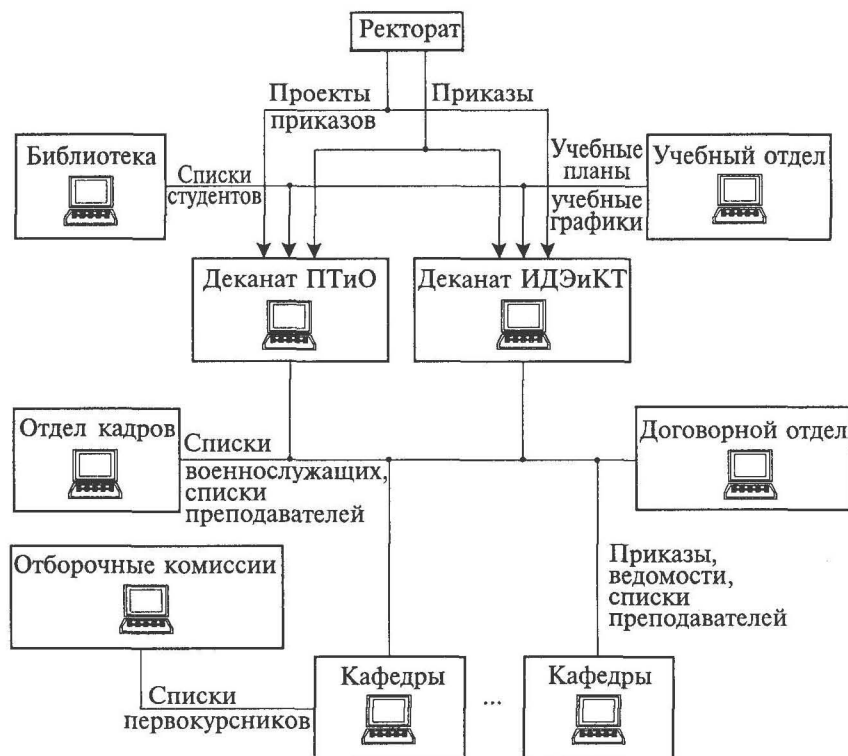 Ректорат
Проекты
приказов
Приказы
Библиотека
Списки
студентов
Учебные
планы
учебные
графики
Учебный отдел
Деканат ПТиО
Деканат ИДЭиКТ
Отдел кадров
Списки
военнослужащих,
списки
преподавателей
Договорной отдел
Отборочные комиссии
Приказы,
ведомости,
списки
преподавателей
Списки
первокурсников
Кафедры
...
Кафедры